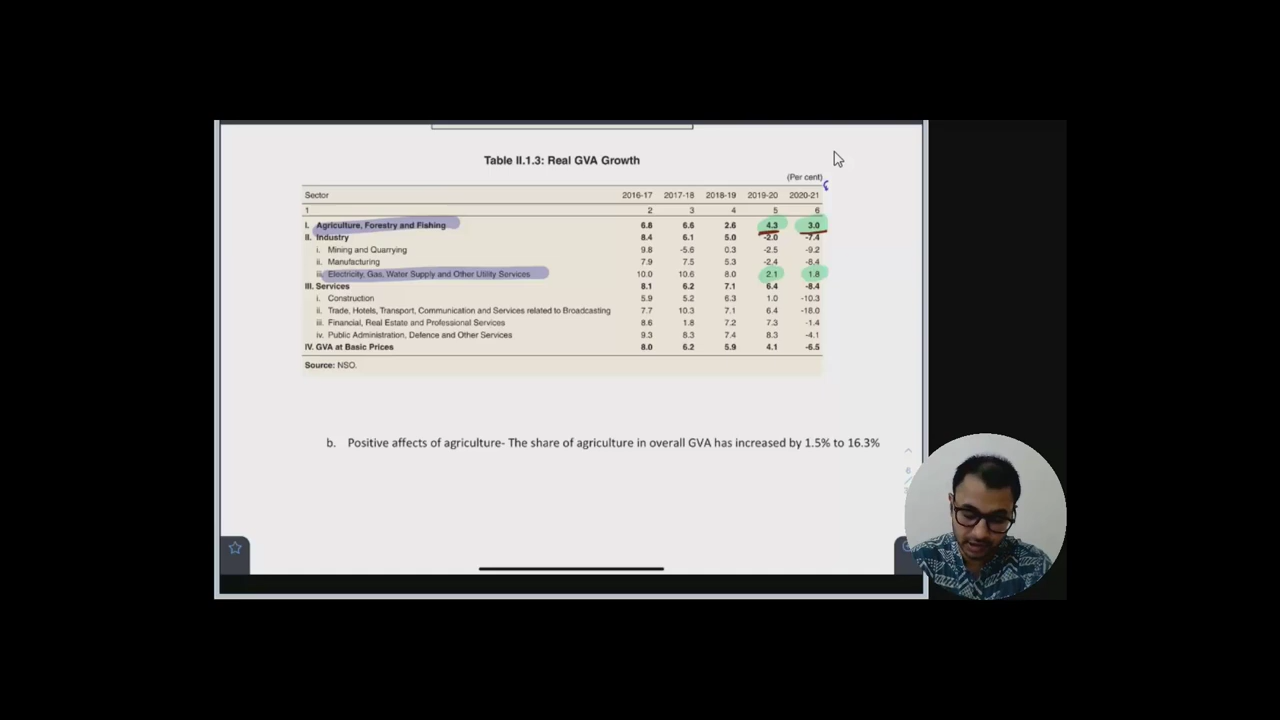 Table II.1.3: Real GVA Growth
(Per cent)
Sector 2016-17 2017-18 2018-19 2019-20 2020-21
1 2 3 4 5 6
I. Agriculture, Forestry and Fishing 6.8 6.6 2.6 4.3 3.0
II. Industry 8.4 6.1 5.0 -2.0 -7.4
i. Mining and Quarrying 9.8 -5.6 0.3 -2.5 -9.2
ii. Manufacturing 7.9 7.5 5.3 -2.4 -8.4
iii. Electricity, Gas, Water Supply and Other Utility Services 10.0 10.6 8.0 2.1 1.8
III. Services 8.1 6.2 7.1 6.4 -8.4
i. Construction 5.9 5.2 6.3 1.0 -10.3
ii. Trade, Hotels, Transport, Communication and Services related to Broadcasting 7.7 10.3 7.1 6.4 -18.0
iii. Financial, Real Estate and Professional Services 8.6 1.8 7.2 7.3 -1.4
iv. Public Administration, Defence and Other Services 9.3 8.3 7.4 8.3 -4.1
IV. GVA at Basic Prices 8.0 6.2 5.9 4.1 -6.5
Source: NSO.
b. Positive affects of agriculture- The share of agriculture in overall GVA has increased by 1.5% to 16.3%
6